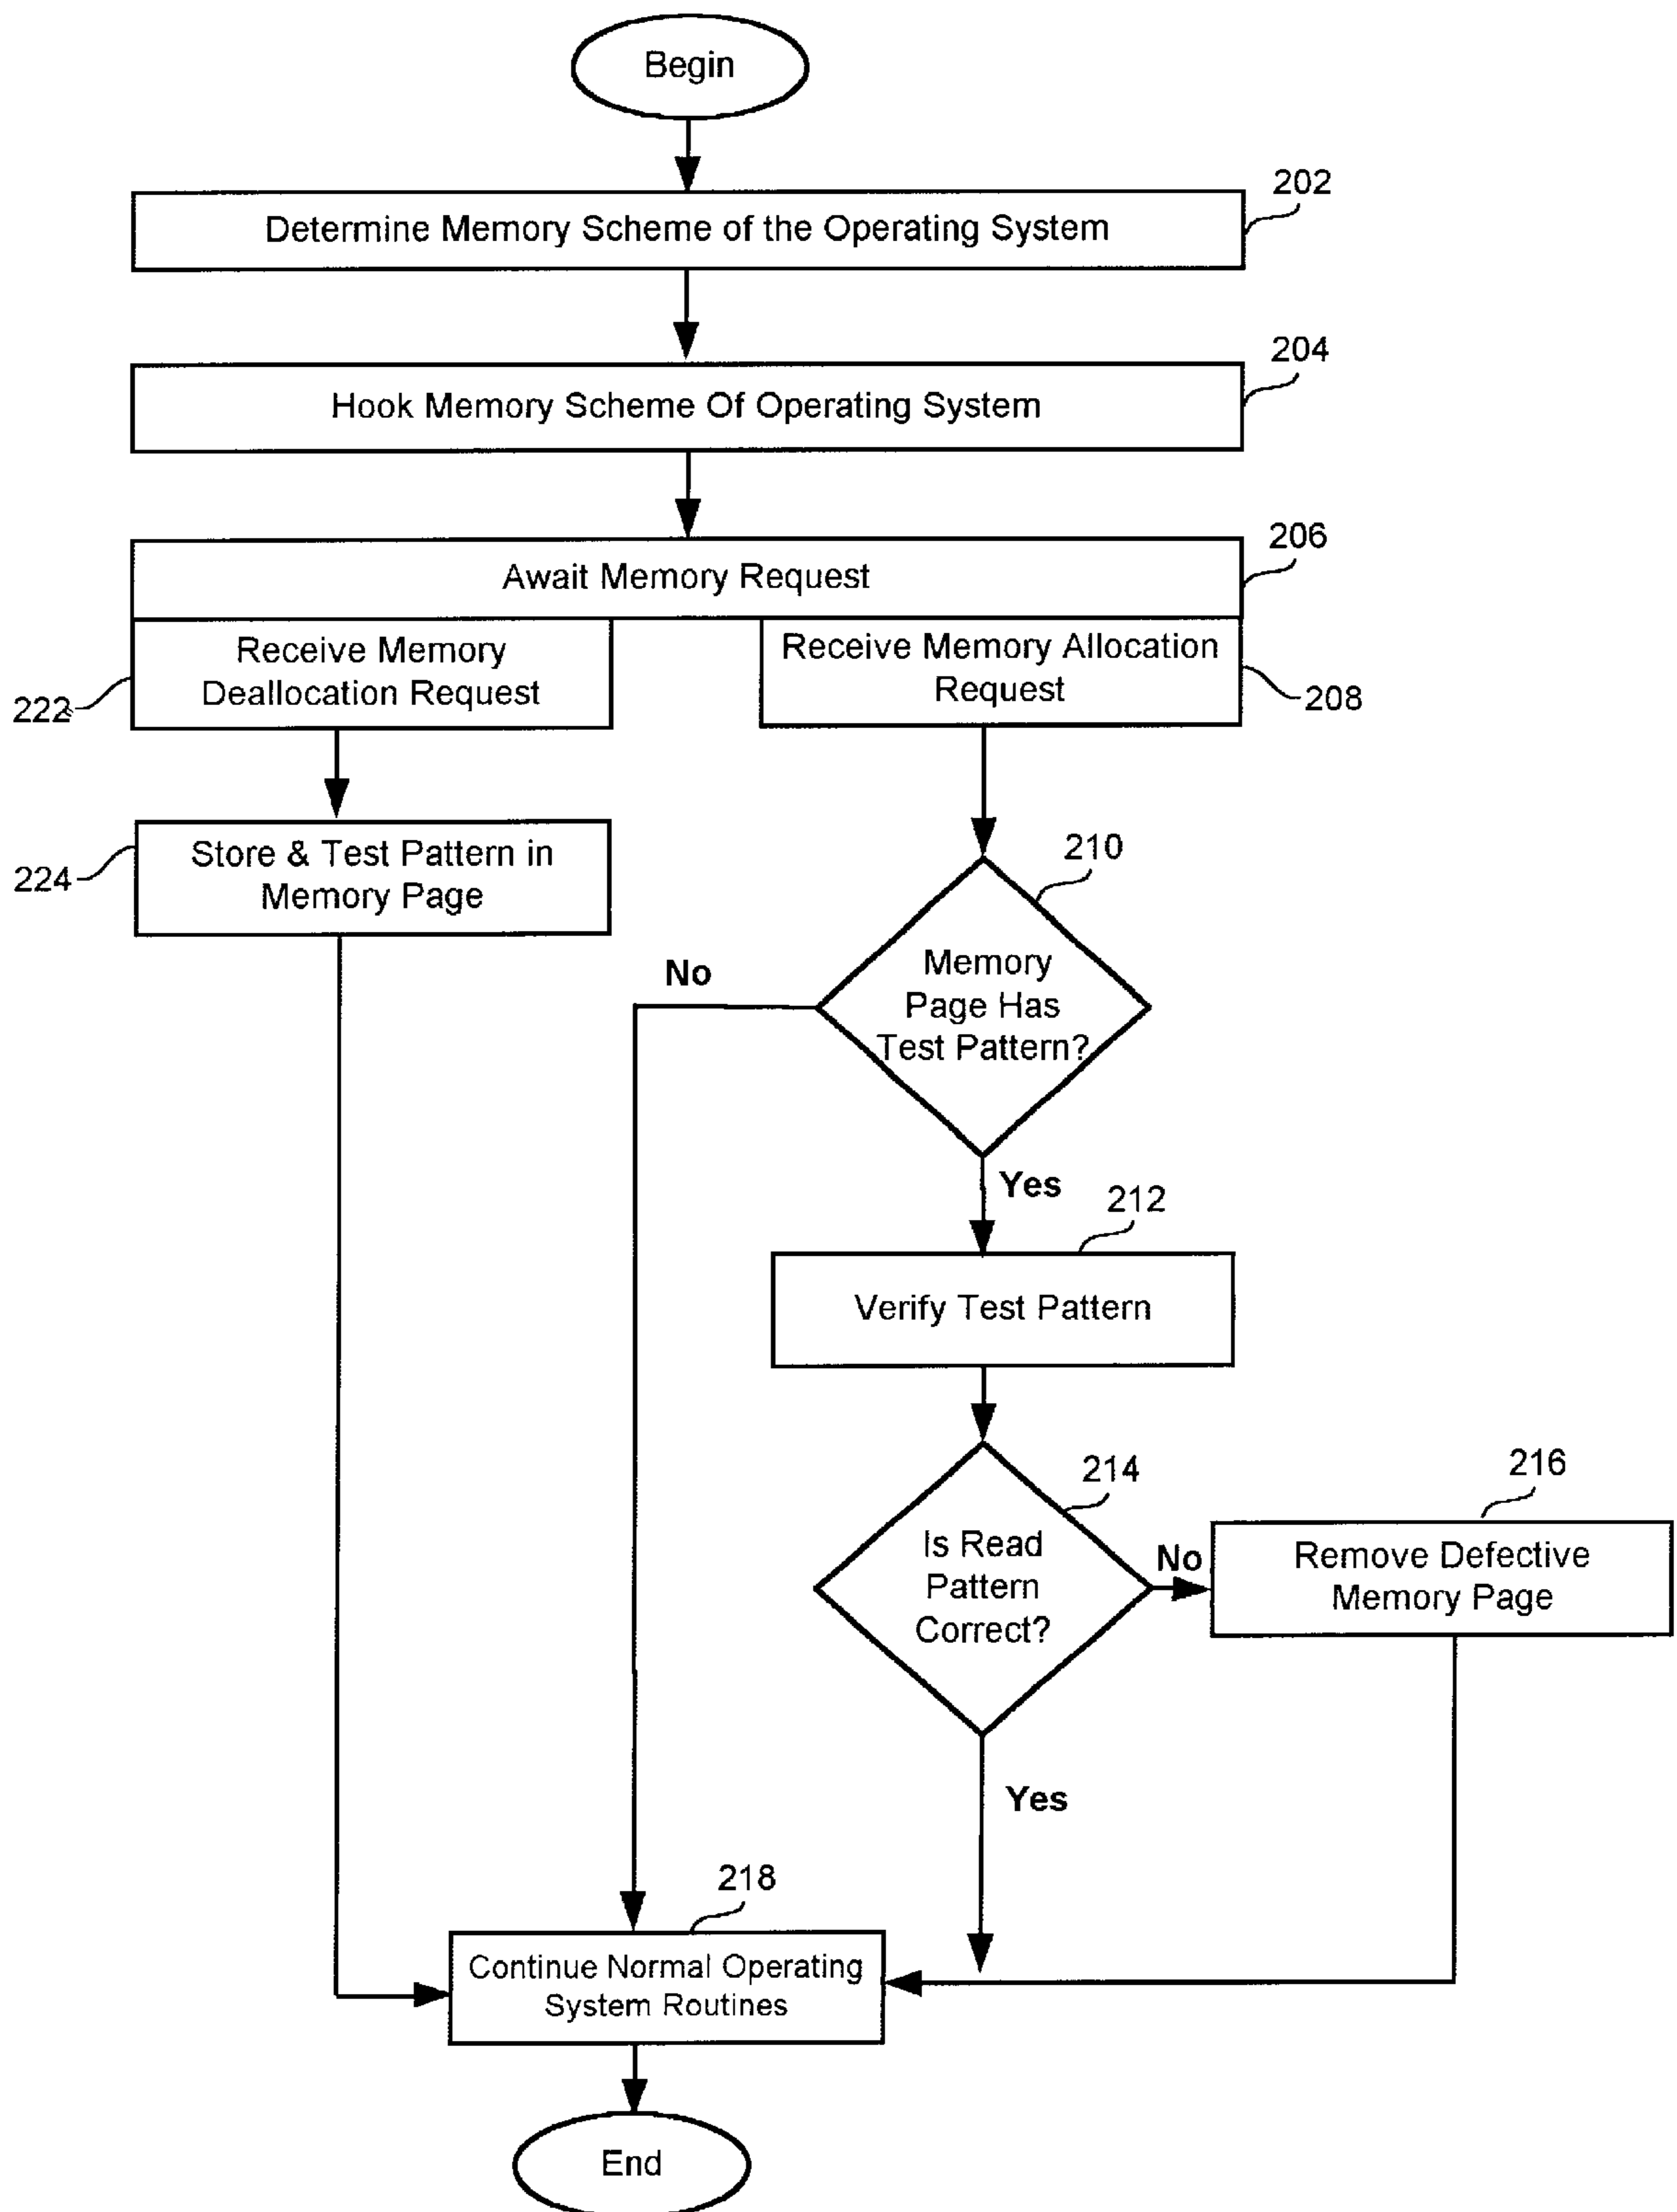 Begin
202
Determine Memory Scheme of the Operating System
204
Hook Memory Scheme Of Operating System
206
Await Memory Request
Receive Memory
Deallocation Request
222
Receive Memory Allocation
Request
208
Store & Test Pattern in
Memory Page
224
210
Memory
Page Has
Test Pattern?
No
Yes
212
Verify Test Pattern
214
Is Read
Pattern
Correct?
No
216
Remove Defective
Memory Page
Yes
218
Continue Normal Operating
System Routines
End